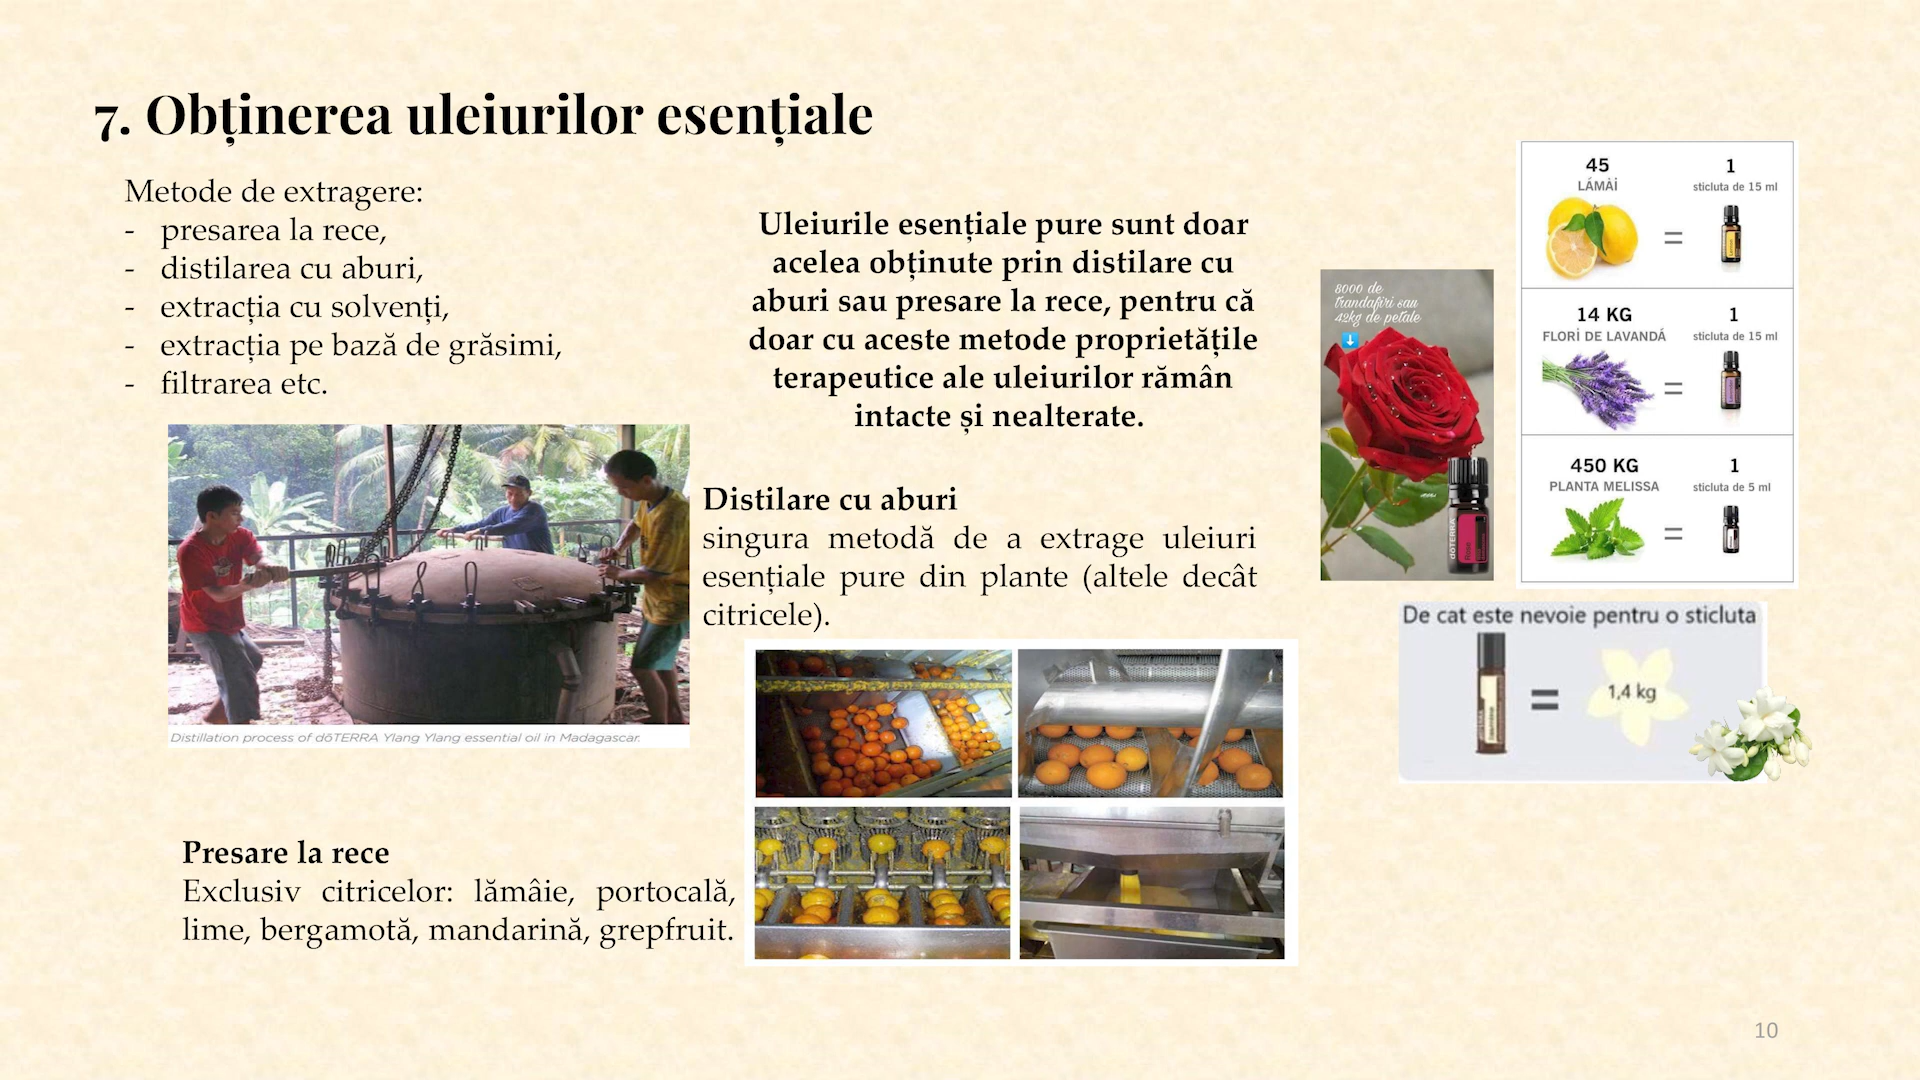 7. Obținerea uleiurilor esențiale
Metode de extragere:
- presarea la rece,
- distilarea cu aburi,
- extracția cu solvenți,
- extracția pe bază de grăsimi,
- filtrarea etc.
Uleiurile esențiale pure sunt doar
acelea obținute prin distilare cu
aburi sau presare la rece, pentru că
doar cu aceste metode proprietățile
terapeutice ale uleiurilor rămân
intacte și nealterate.
Distilare cu aburi
singura metodă de a extrage uleiuri
esențiale pure din plante (altele decât
citricele).
Distillation process of dōTERRA Ylang Ylang essential oil in Madagascar.
Presare la rece
Exclusiv citricelor: lămâie, portocală,
lime, bergamotă, mandarină, grepfruit.
8000 de
trandafiri sau
42kg de petale
dōTERRA
Rose
45
LÁMÂI
=
1
sticluta de 15 ml
14 KG
FLORI DE LAVANDÁ
=
1
sticluta de 15 ml
450 KG
PLANTA MELISSA
=
1
sticluta de 5 ml
De cat este nevoie pentru o sticluta
=
1,4 kg
10